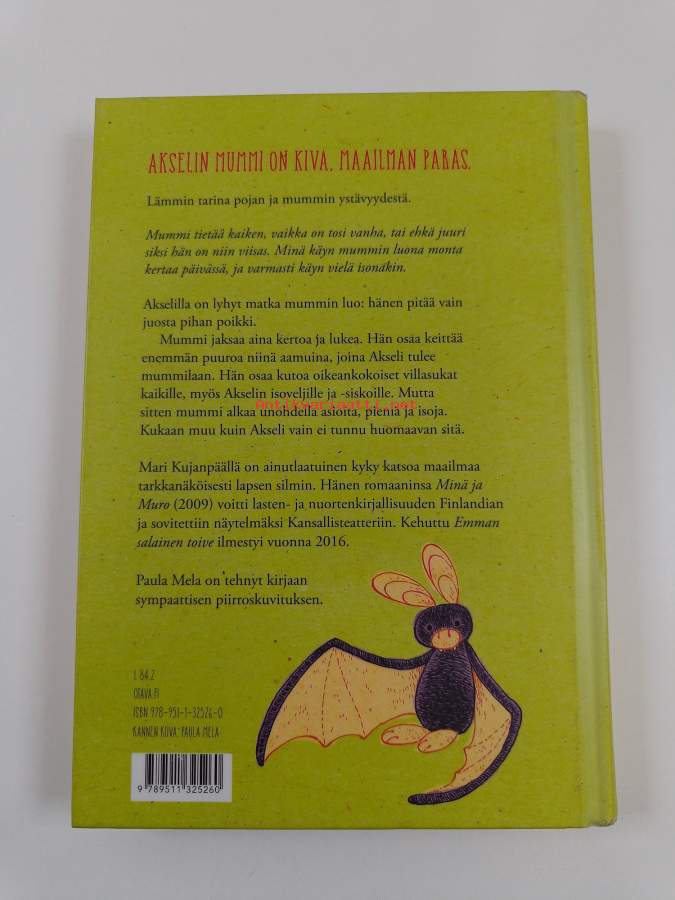 AKSELIN MUMMI ON KIVA. MAAILMAN PARAS.
Lämmin tarina pojan ja mummin ystävyydestä.
Mummi tietää kaiken, vaikka on tosi vanha, tai ehkä juuri
siksi hän on niin viisas. Minä käyn mummin luona monta
kertaa päivässä, ja varmasti käyn vielä isonakin.
Akselilla on lyhyt matka mummin luo: hänen pitää vain
juosta pihan poikki.
Mummi jaksaa aina kertoa ja lukea. Hän osaa keittää
enemmän puuroa niinä aamuina, joina Akseli tulee
mummilaan. Hän osaa kutoa oikeankokoiset villasukat
kaikille, myös Akselin isoveljille ja -siskoille. Mutta
Antikvariaatti.net
sitten mummi alkaa unohdella asioita, pieniä ja isoja.
Kukaan muu kuin Akseli vain ei tunnu huomaavan sitä.
Mari Kujanpäällä on ainutlaatuinen kyky katsoa maailmaa
tarkkanäköisesti lapsen silmin. Hänen romaaninsa Minä ja
Muro (2009) voitti lasten- ja nuortenkirjallisuuden Finlandian
ja sovitettiin näytelmäksi Kansallisteatteriin. Kehuttu Emman
salainen toive ilmestyi vuonna 2016.
Paula Mela on tehnyt kirjaan
sympaattisen piirroskuvituksen.
L 84.2
OTAVA.FI
ISBN 978-951-1-32526-0
KANNEN KUVA: PAULA MELA
9 789511 325260